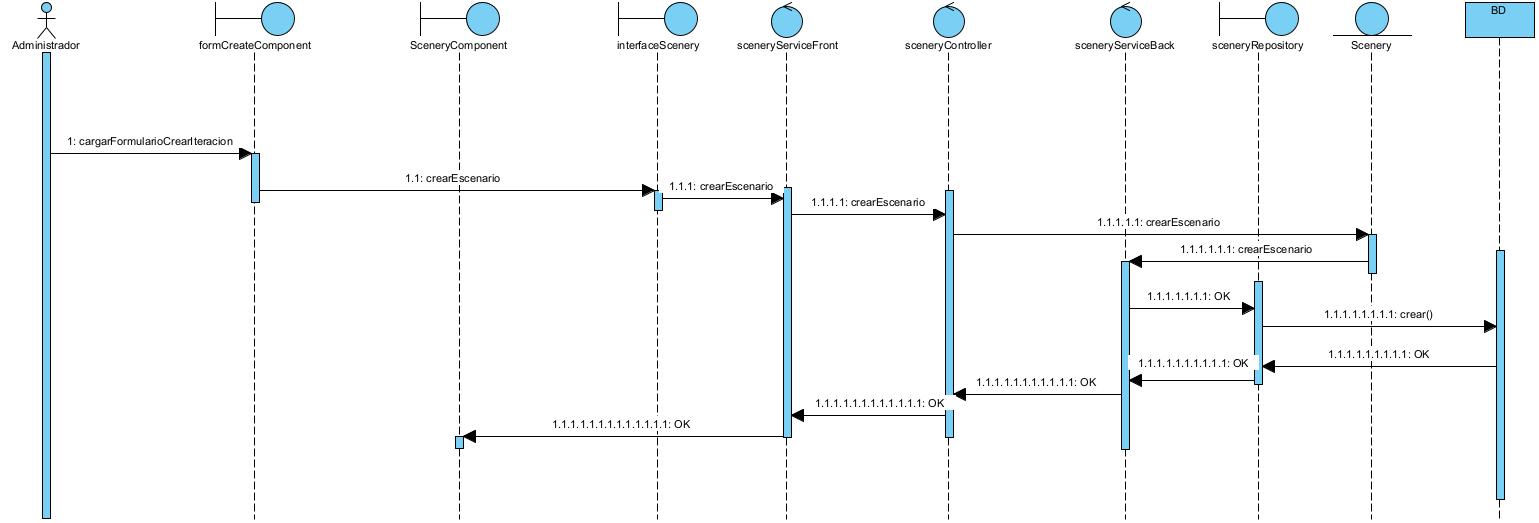 BD
Administrador
formCreateComponent
SceneryComponent
interfaceScenery
sceneryServiceFront
sceneryController
sceneryServiceBack
sceneryRepository
Scenery
1: cargarFormularioCrearIteracion
1.1: crearEscenario
1.1.1: crearEscenario
1.1.1.1: crearEscenario
1.1.1.1.1: crearEscenario
1.1.1.1.1.1: crearEscenario
1.1.1.1.1.1.1: OK
1.1.1.1.1.1.1.1: crear()
1.1.1.1.1.1.1.1.1: OK
1.1.1.1.1.1.1.1.1.1: OK
1.1.1.1.1.1.1.1.1.1.1: OK
1.1.1.1.1.1.1.1.1.1.1.1: OK
1.1.1.1.1.1.1.1.1.1.1.1.1: OK